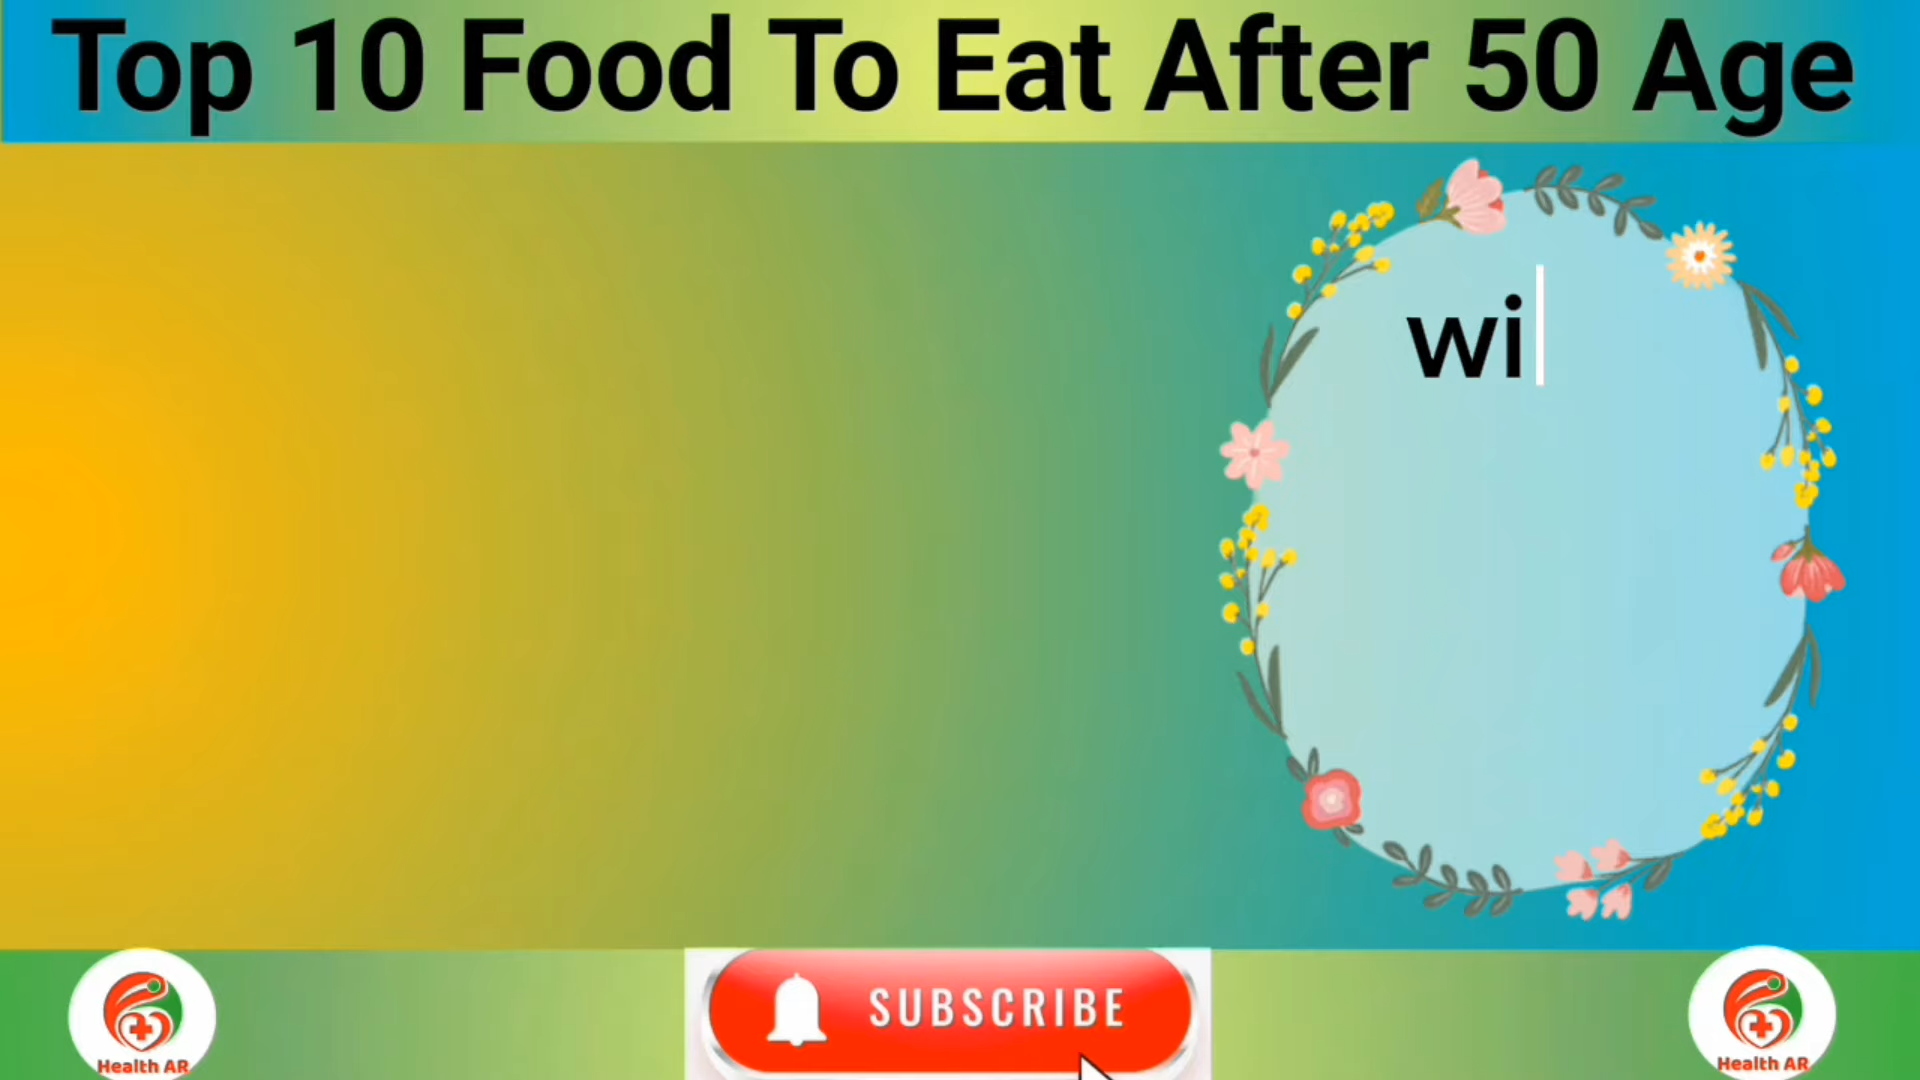 Top 10 Food To Eat After 50 Age
wi
SUBSCRIBE
Health AR
Health AR